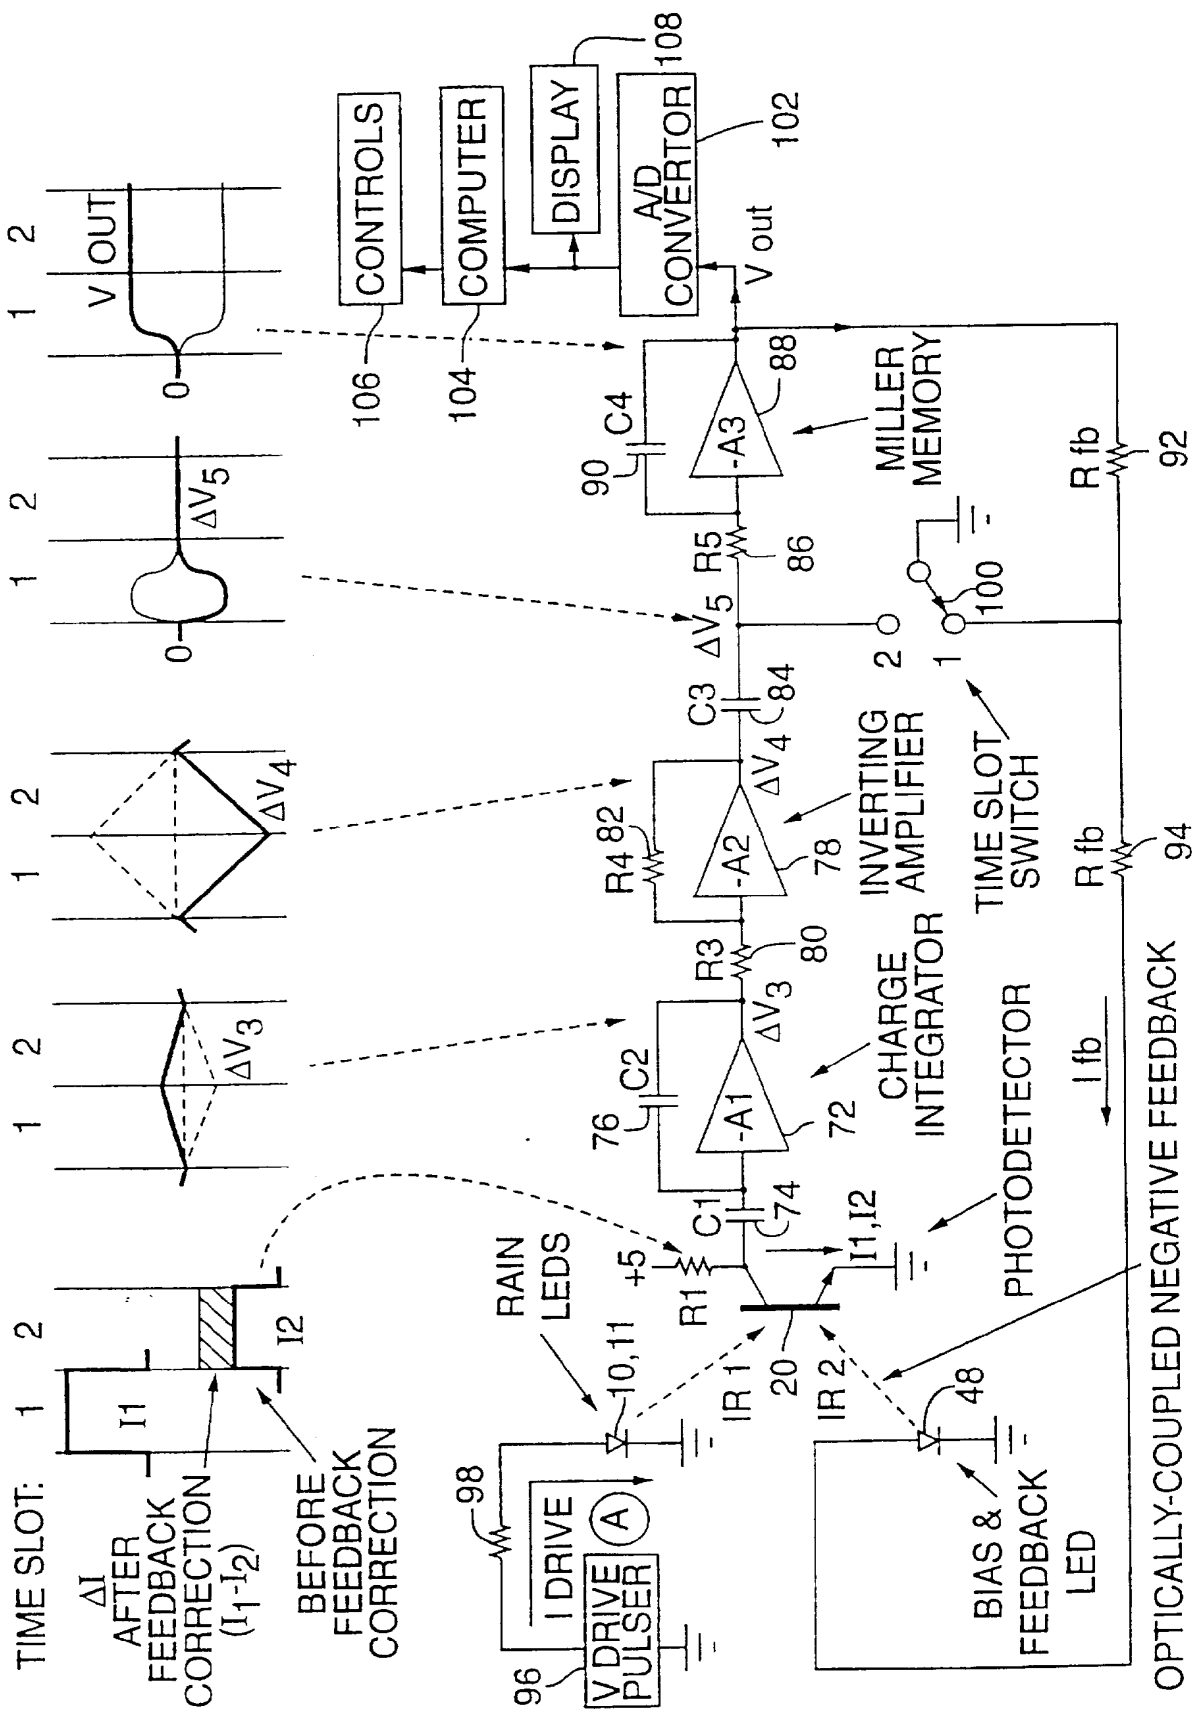 TIME SLOT:
1
2
1
2
1
2
1
2
1
2
ΔI
AFTER
FEEDBACK
CORRECTION
(I1-I2)
BEFORE
FEEDBACK
CORRECTION
I1
I2
ΔV3
ΔV4
0
ΔV5
0
V OUT
106
CONTROLS
104
COMPUTER
DISPLAY
108
A/D
CONVERTOR
102
V out
98
96
V DRIVE
PULSER
I DRIVE
A
RAIN
LEDS
10,11
IR 1
20
IR 2
48
BIAS &
FEEDBACK
LED
+5
R1
C1
74
I1,I2
PHOTODETECTOR
76
C2
-A1
72
ΔV3
CHARGE
INTEGRATOR
R3
80
R4
82
-A2
78
ΔV4
INVERTING
AMPLIFIER
C3
84
ΔV5
R5
86
90
C4
-A3
88
MILLER
MEMORY
2
1
100
TIME SLOT
SWITCH
R fb
92
R fb
94
I fb
OPTICALLY-COUPLED NEGATIVE FEEDBACK